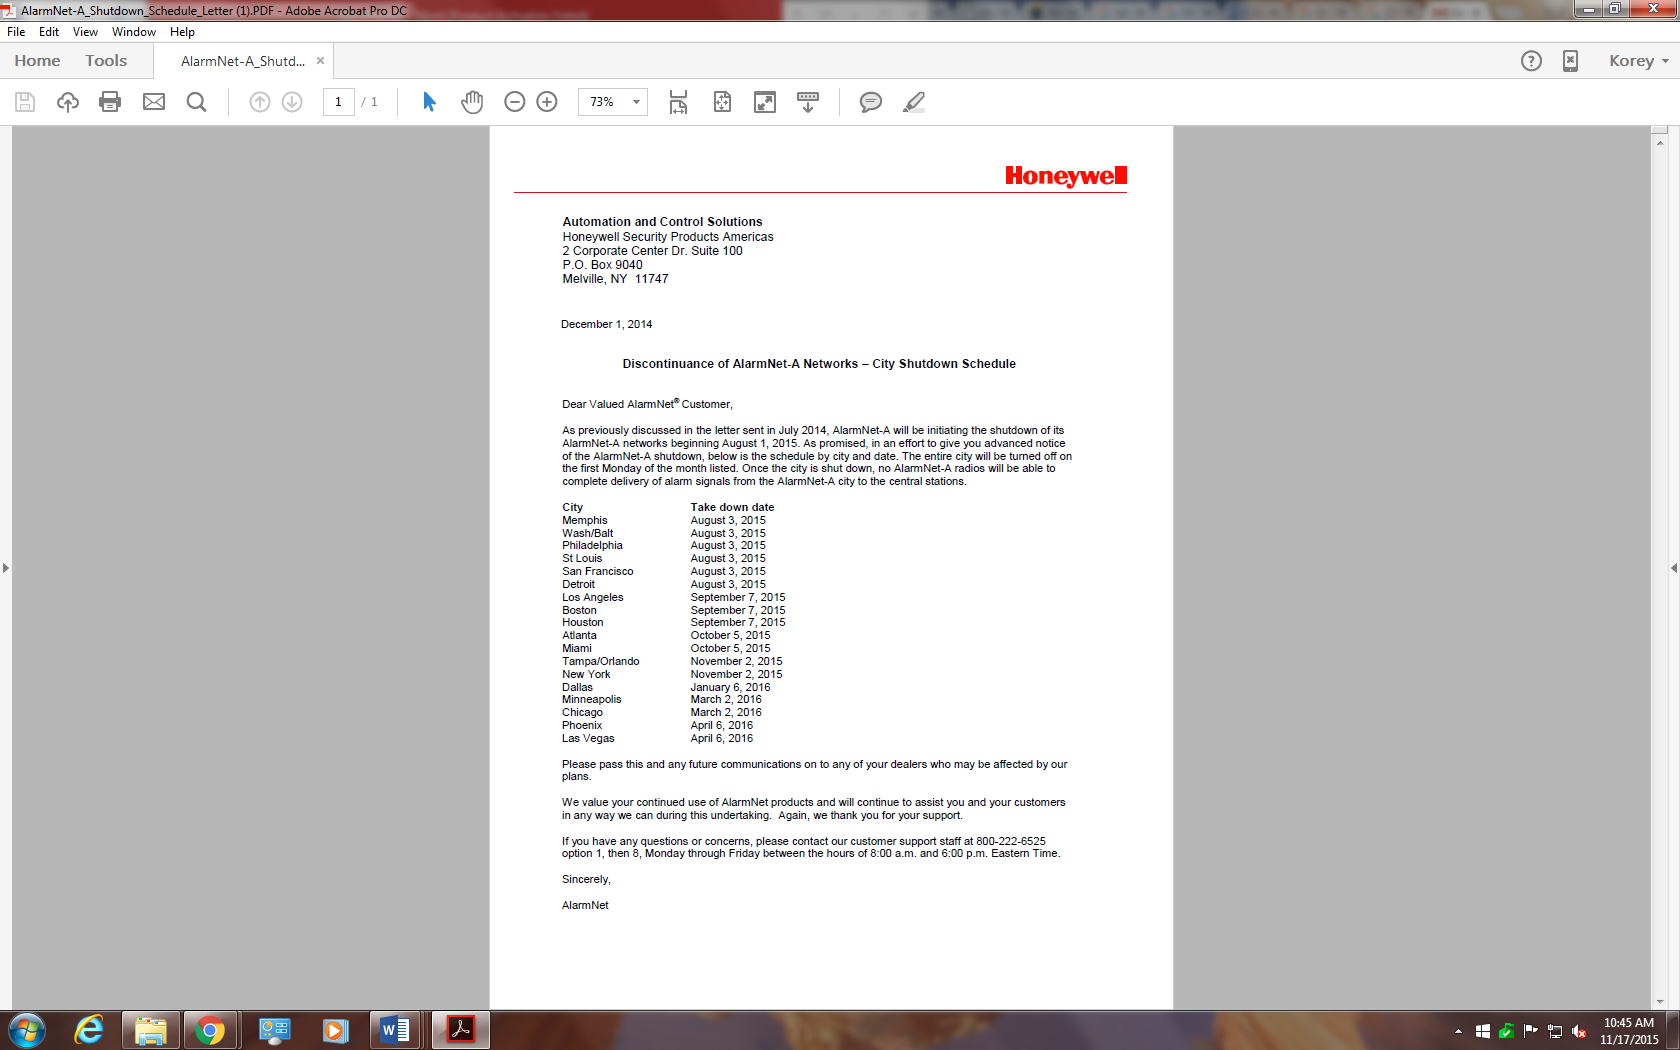 AlarmNet-A_Shutdown_Schedule_Letter (1).PDF - Adobe Acrobat Pro DC
File Edit View Window Help
Home Tools AlarmNet-A_Shutd... ×
Korey
1 / 1 73%
Honeywell
Automation and Control Solutions
Honeywell Security Products Americas
2 Corporate Center Dr. Suite 100
P.O. Box 9040
Melville, NY 11747
December 1, 2014
Discontinuance of AlarmNet-A Networks – City Shutdown Schedule
Dear Valued AlarmNet® Customer,
As previously discussed in the letter sent in July 2014, AlarmNet-A will be initiating the shutdown of its
AlarmNet-A networks beginning August 1, 2015. As promised, in an effort to give you advanced notice
of the AlarmNet-A shutdown, below is the schedule by city and date. The entire city will be turned off on
the first Monday of the month listed. Once the city is shut down, no AlarmNet-A radios will be able to
complete delivery of alarm signals from the AlarmNet-A city to the central stations.
City Take down date
Memphis August 3, 2015
Wash/Balt August 3, 2015
Philadelphia August 3, 2015
St Louis August 3, 2015
San Francisco August 3, 2015
Detroit August 3, 2015
Los Angeles September 7, 2015
Boston September 7, 2015
Houston September 7, 2015
Atlanta October 5, 2015
Miami October 5, 2015
Tampa/Orlando November 2, 2015
New York November 2, 2015
Dallas January 6, 2016
Minneapolis March 2, 2016
Chicago March 2, 2016
Phoenix April 6, 2016
Las Vegas April 6, 2016
Please pass this and any future communications on to any of your dealers who may be affected by our
plans.
We value your continued use of AlarmNet products and will continue to assist you and your customers
in any way we can during this undertaking. Again, we thank you for your support.
If you have any questions or concerns, please contact our customer support staff at 800-222-6525
option 1, then 8, Monday through Friday between the hours of 8:00 a.m. and 6:00 p.m. Eastern Time.
Sincerely,
AlarmNet
10:45 AM
11/17/2015